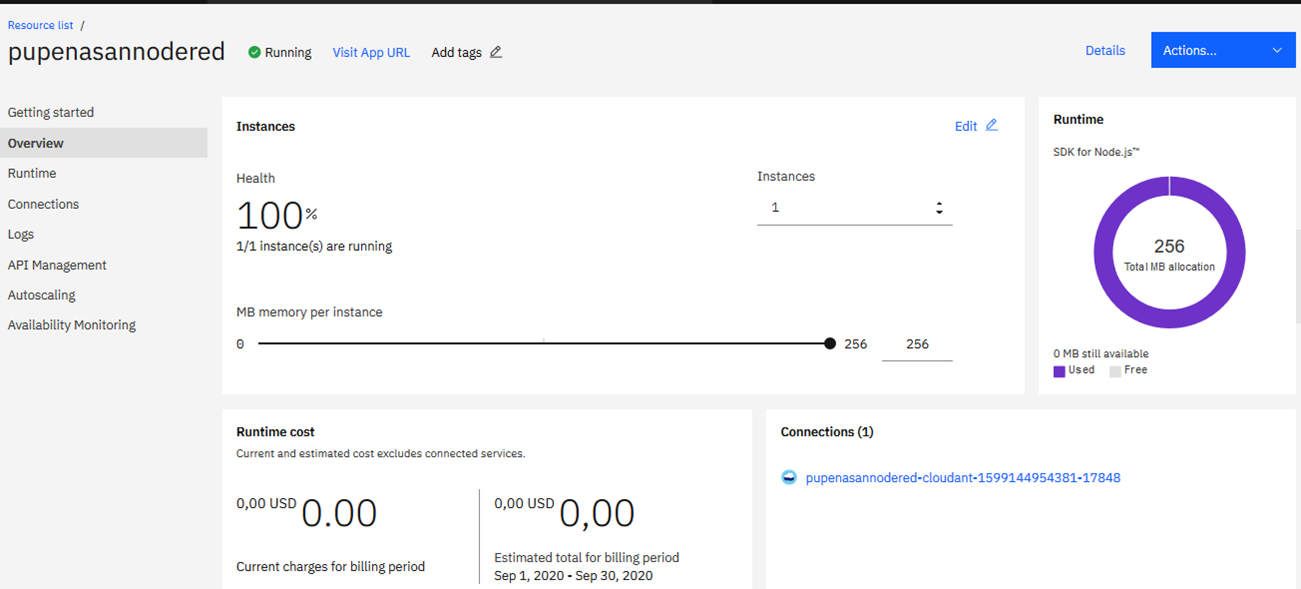 Resource list /
pupenasannodered
Running
Visit App URL
Add tags
Details
Actions...
Getting started
Overview
Runtime
Connections
Logs
API Management
Autoscaling
Availability Monitoring
Instances
Edit
Health
100%
1/1 instance(s) are running
Instances
1
MB memory per instance
0
256
256
Runtime
SDK for Node.js™
256
Total MB allocation
0 MB still available
Used
Free
Runtime cost
Current and estimated cost excludes connected services.
0,00 USD 0.00
Current charges for billing period
0,00 USD 0,00
Estimated total for billing period
Sep 1, 2020 - Sep 30, 2020
Connections (1)
pupenasannodered-cloudant-1599144954381-17848